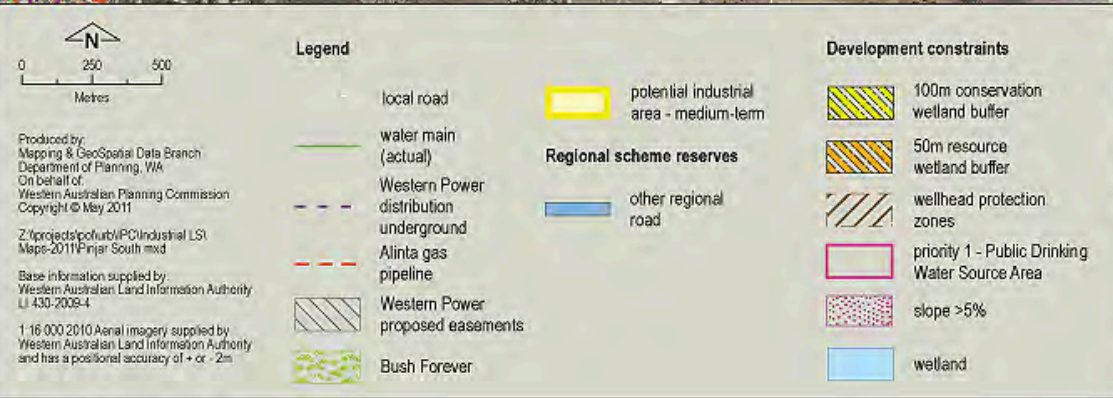 N
0 250 500
Metres
Produced by:
Mapping & GeoSpatial Data Branch
Department of Planning, WA
On behalf of:
Western Australian Planning Commission
Copyright © May 2011
Z:\projects\pol\urb\IPC\Industrial LS\
Maps-2011\Pinjar South mxd
Base information supplied by:
Western Australian Land Information Authority
LI 430-2009-4
1:16 000 2010 Aerial imagery supplied by
Western Australian Land Information Authority
and has a positional accuracy of + or - 2m
Legend
local road
water main
(actual)
Western Power
distribution
underground
Alinta gas
pipeline
Western Power
proposed easements
Bush Forever
potential industrial
area - medium-term
Regional scheme reserves
other regional
road
Development constraints
100m conservation
wetland buffer
50m resource
wetland buffer
wellhead protection
zones
priority 1 - Public Drinking
Water Source Area
slope >5%
wetland